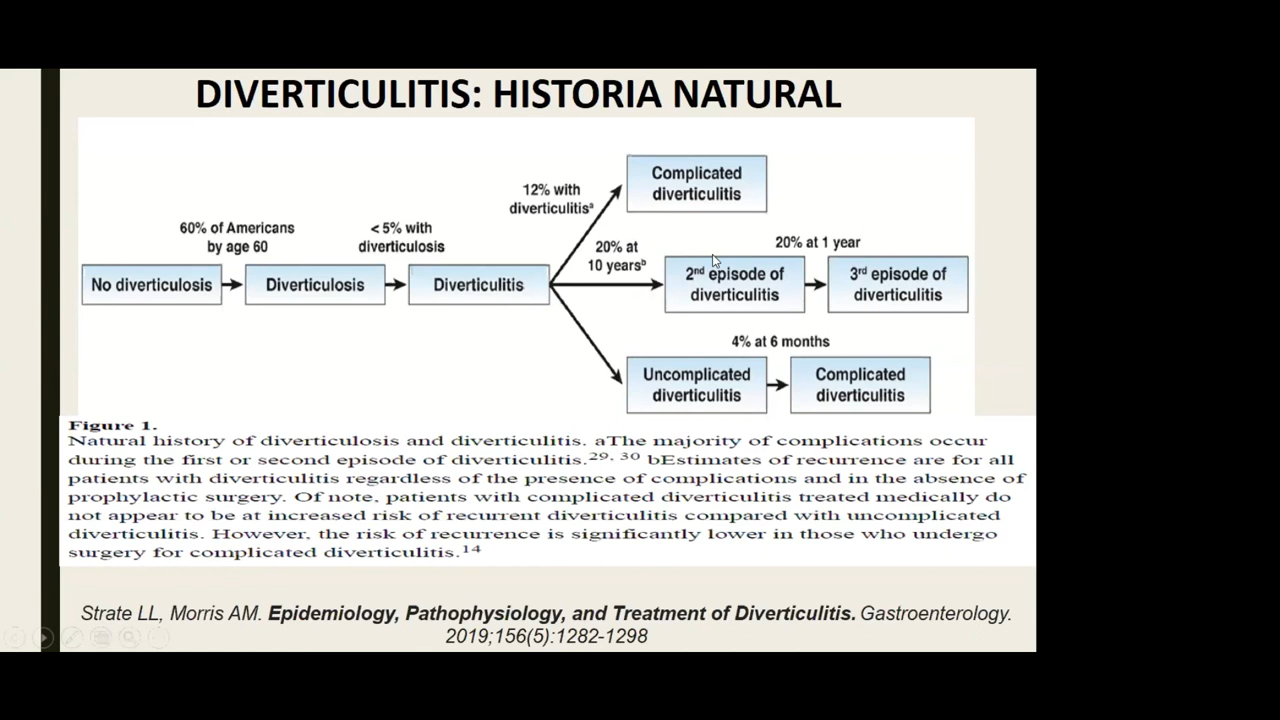 DIVERTICULITIS: HISTORIA NATURAL
12% with
diverticulitisᵃ
Complicated
diverticulitis
60% of Americans
by age 60
< 5% with
diverticulosis
20% at
10 yearsᵇ
20% at 1 year
No diverticulosis
Diverticulosis
Diverticulitis
2ⁿᵈ episode of
diverticulitis
3ʳᵈ episode of
diverticulitis
4% at 6 months
Uncomplicated
diverticulitis
Complicated
diverticulitis
Figure 1.
Natural history of diverticulosis and diverticulitis. aThe majority of complications occur
during the first or second episode of diverticulitis.²⁹, ³⁰ bEstimates of recurrence are for all
patients with diverticulitis regardless of the presence of complications and in the absence of
prophylactic surgery. Of note, patients with complicated diverticulitis treated medically do
not appear to be at increased risk of recurrent diverticulitis compared with uncomplicated
diverticulitis. However, the risk of recurrence is significantly lower in those who undergo
surgery for complicated diverticulitis.¹⁴
Strate LL, Morris AM. Epidemiology, Pathophysiology, and Treatment of Diverticulitis. Gastroenterology.
2019;156(5):1282-1298